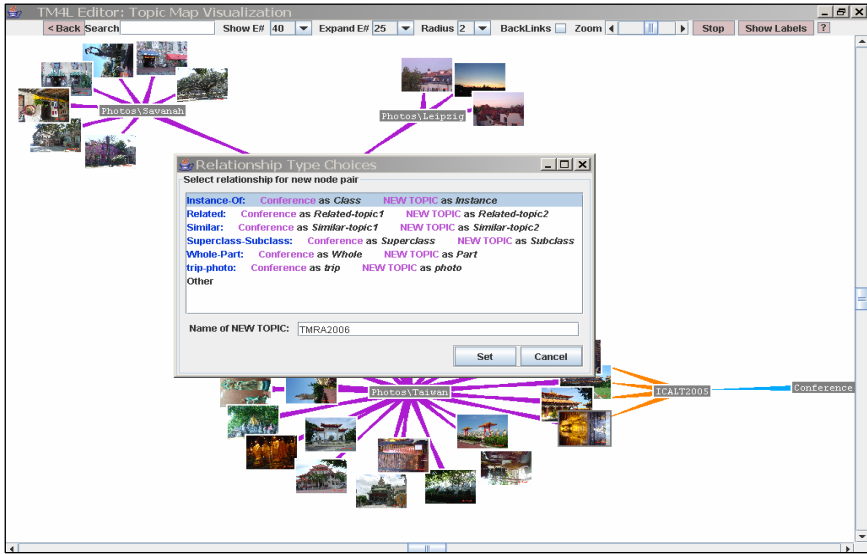 TM4L Editor: Topic Map Visualization
< Back Search Show E# 40 Expand E# 25 Radius 2 BackLinks Zoom Stop Show Labels ?
Photos\Savanah
Photos\Leipzig
Relationship Type Choices
Select relationship for new node pair
Instance-Of: Conference as Class NEW TOPIC as Instance
Related: Conference as Related-topic1 NEW TOPIC as Related-topic2
Similar: Conference as Similar-topic1 NEW TOPIC as Similar-topic2
Superclass-Subclass: Conference as Superclass NEW TOPIC as Subclass
Whole-Part: Conference as Whole NEW TOPIC as Part
trip-photo: Conference as trip NEW TOPIC as photo
Other
Name of NEW TOPIC: TMRA2006
Set Cancel
Photos\Taiwan
ICALT2005
Conference